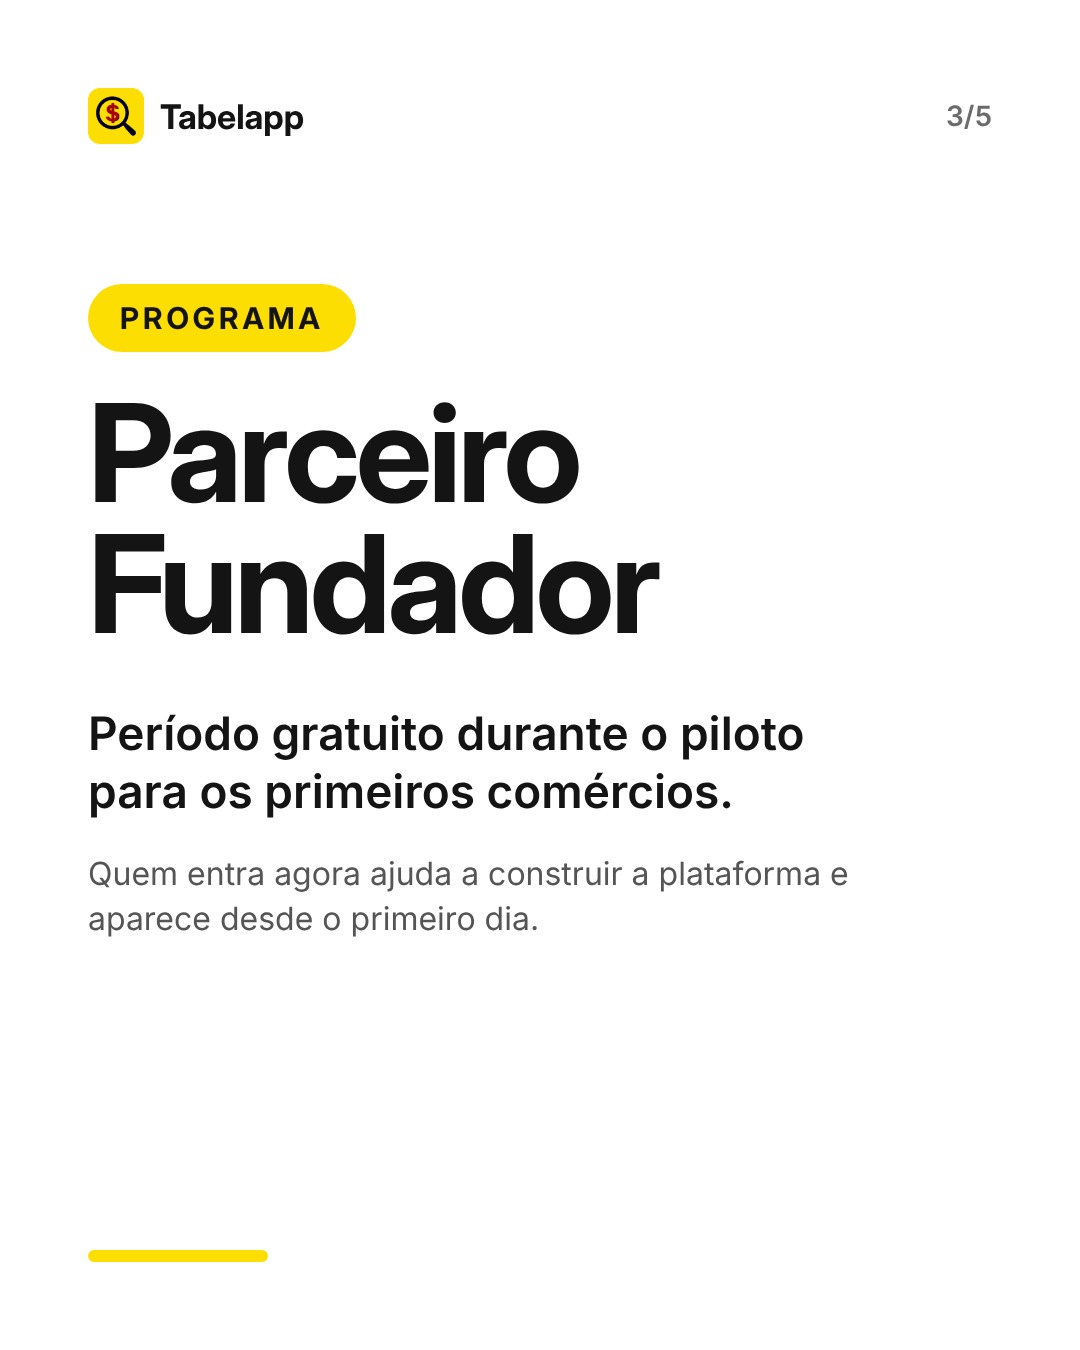 $ Tabelapp
3/5
PROGRAMA
Parceiro
Fundador
Período gratuito durante o piloto
para os primeiros comércios.
Quem entra agora ajuda a construir a plataforma e
aparece desde o primeiro dia.